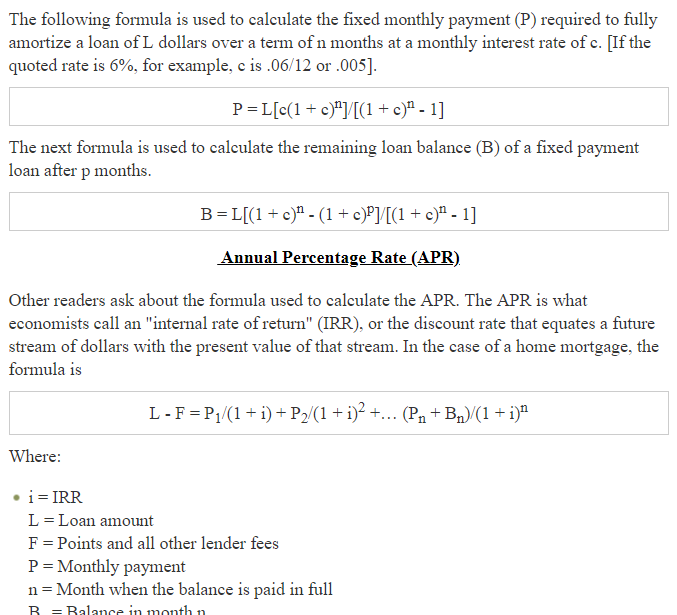 The following formula is used to calculate the fixed monthly payment (P) required to fully
amortize a loan of L dollars over a term of n months at a monthly interest rate of c. [If the
quoted rate is 6%, for example, c is .06/12 or .005].
P = L[c(1 + c)ⁿ]/[(1 + c)ⁿ - 1]
The next formula is used to calculate the remaining loan balance (B) of a fixed payment
loan after p months.
B = L[(1 + c)ⁿ - (1 + c)ᵖ]/[(1 + c)ⁿ - 1]
Annual Percentage Rate (APR)
Other readers ask about the formula used to calculate the APR. The APR is what
economists call an "internal rate of return" (IRR), or the discount rate that equates a future
stream of dollars with the present value of that stream. In the case of a home mortgage, the
formula is
L - F = P₁/(1 + i) + P₂/(1 + i)² +... (Pₙ + Bₙ)/(1 + i)ⁿ
Where:
• i = IRR
L = Loan amount
F = Points and all other lender fees
P = Monthly payment
n = Month when the balance is paid in full
B = Balance in month n